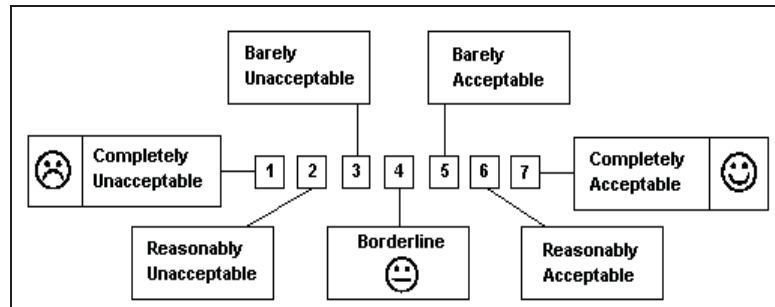 Barely
Unacceptable
Barely
Acceptable
Completely
Unacceptable
1 2 3 4 5 6 7
Completely
Acceptable
Reasonably
Unacceptable
Borderline
Reasonably
Acceptable